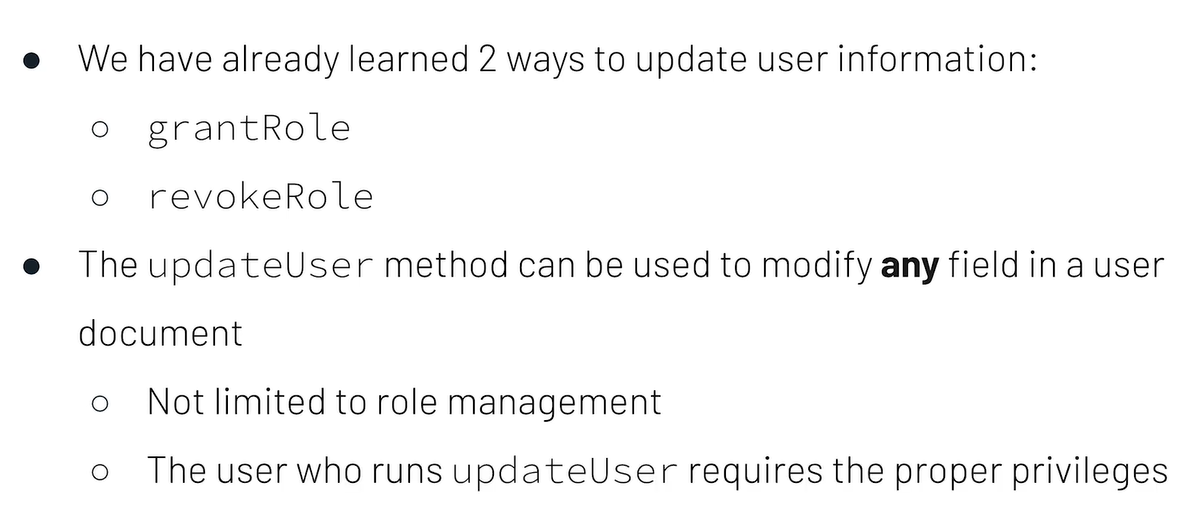 ● We have already learned 2 ways to update user information:
○ grantRole
○ revokeRole
● The updateUser method can be used to modify any field in a user
document
○ Not limited to role management
○ The user who runs updateUser requires the proper privileges